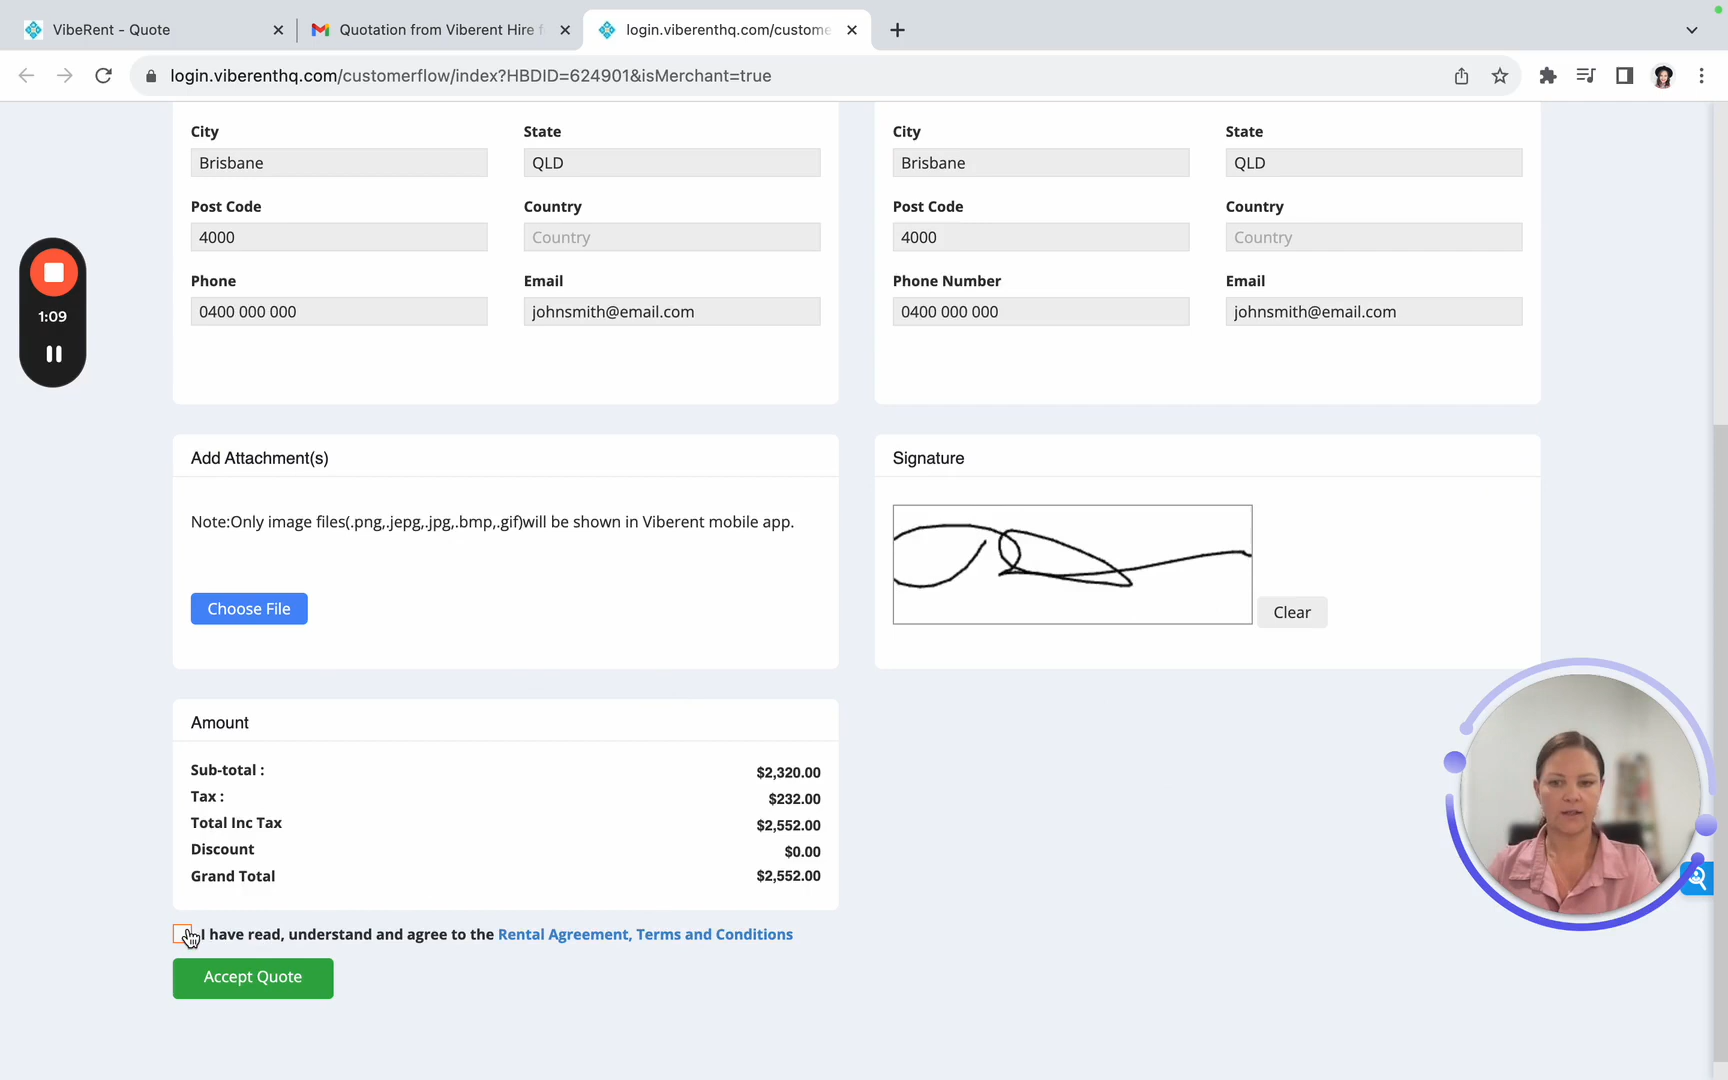 VibeRent - Quote
Quotation from Viberent Hire f
login.viberenthq.com/custome
login.viberenthq.com/customerflow/index?HBDID=624901&isMerchant=true
City
State
Brisbane
QLD
Post Code
Country
4000
Country
Phone
Email
0400 000 000
johnsmith@email.com
City
State
Brisbane
QLD
Post Code
Country
4000
Country
Phone Number
Email
0400 000 000
johnsmith@email.com
1:09
Add Attachment(s)
Note:Only image files(.png,.jepg,.jpg,.bmp,.gif)will be shown in Viberent mobile app.
Choose File
Signature
Clear
Amount
Sub-total : $2,320.00
Tax : $232.00
Total Inc Tax $2,552.00
Discount $0.00
Grand Total $2,552.00
I have read, understand and agree to the Rental Agreement, Terms and Conditions
Accept Quote